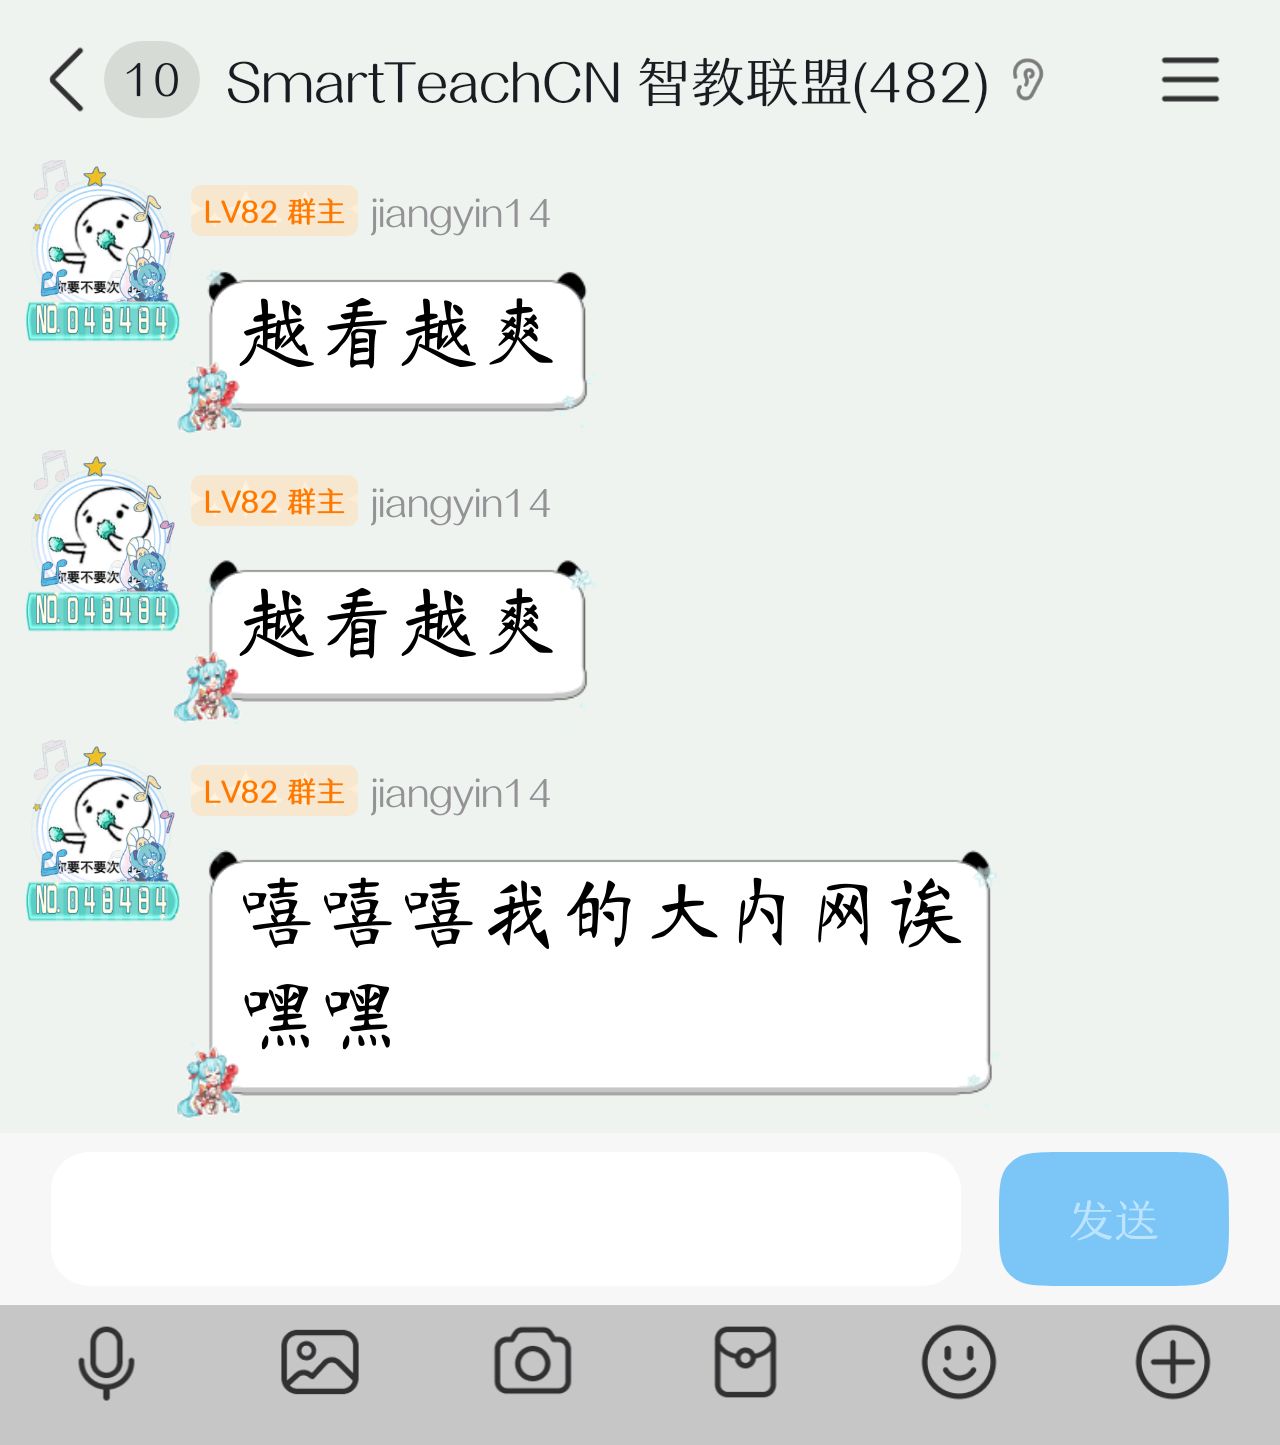 10 SmartTeachCN 智教联盟(482)
LV82 群主 jiangyin14
越看越爽
你要不要次
NO.048484
LV82 群主 jiangyin14
越看越爽
你要不要次
NO.048484
LV82 群主 jiangyin14
嘻嘻嘻我的大内网诶
嘿嘿
你要不要次
NO.048484
发送